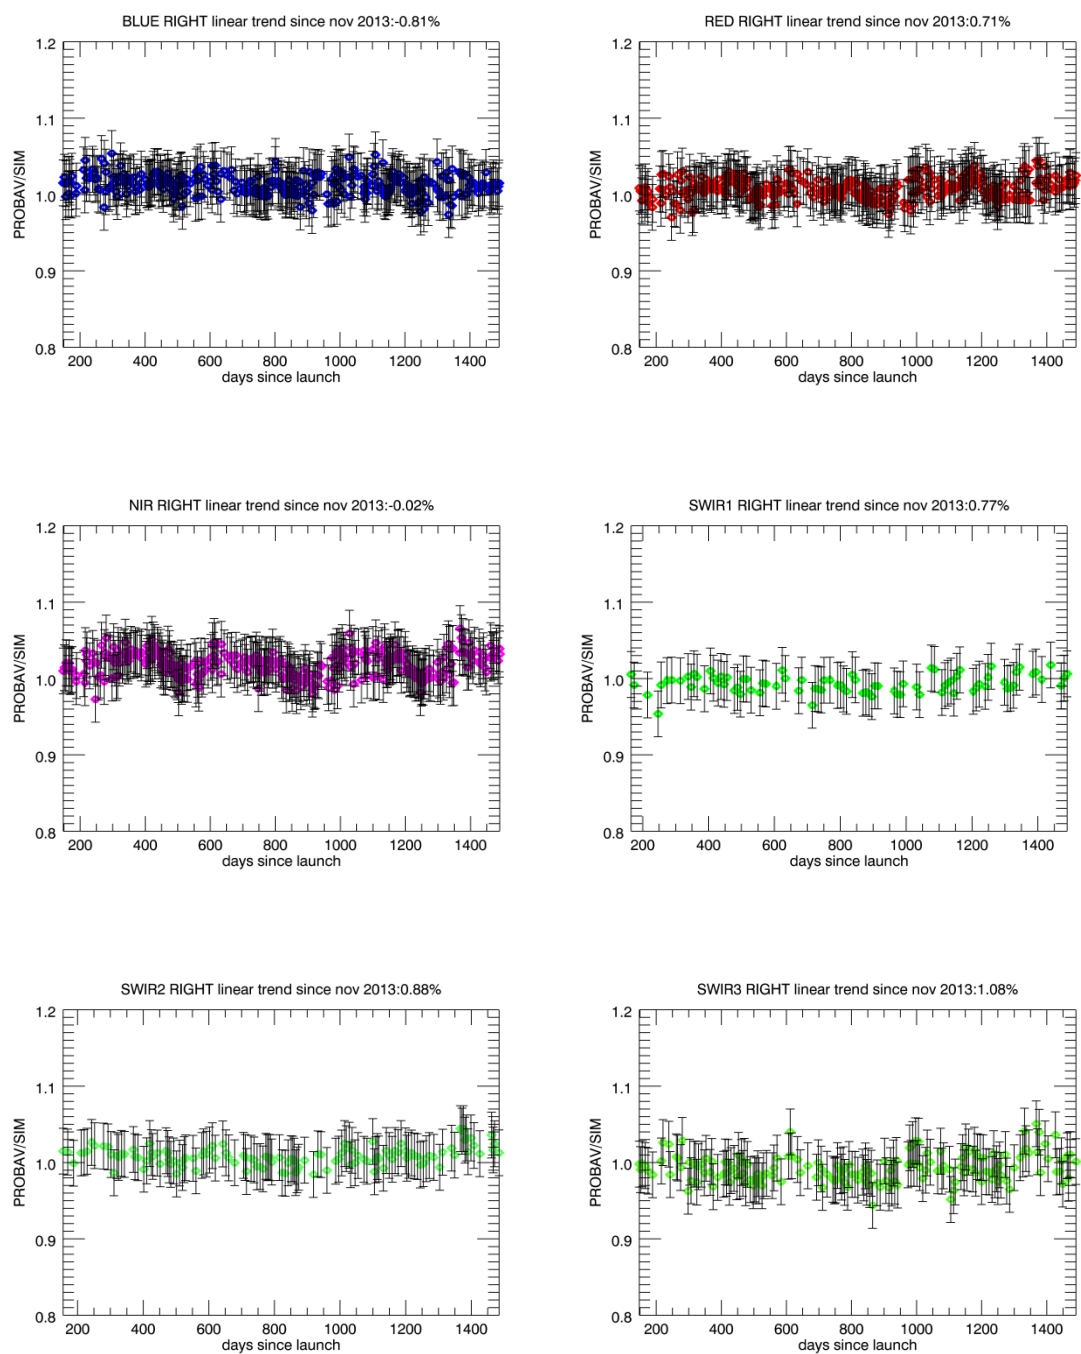 BLUE RIGHT linear trend since nov 2013:-0.81%
1.2
1.1
1.0
0.9
0.8
PROBAV/SIM
200 400 600 800 1000 1200 1400
days since launch
RED RIGHT linear trend since nov 2013:0.71%
1.2
1.1
1.0
0.9
0.8
PROBAV/SIM
200 400 600 800 1000 1200 1400
days since launch
NIR RIGHT linear trend since nov 2013:-0.02%
1.2
1.1
1.0
0.9
0.8
PROBAV/SIM
200 400 600 800 1000 1200 1400
days since launch
SWIR1 RIGHT linear trend since nov 2013:0.77%
1.2
1.1
1.0
0.9
0.8
PROBAV/SIM
200 400 600 800 1000 1200 1400
days since launch
SWIR2 RIGHT linear trend since nov 2013:0.88%
1.2
1.1
1.0
0.9
0.8
PROBAV/SIM
200 400 600 800 1000 1200 1400
days since launch
SWIR3 RIGHT linear trend since nov 2013:1.08%
1.2
1.1
1.0
0.9
0.8
PROBAV/SIM
200 400 600 800 1000 1200 1400
days since launch